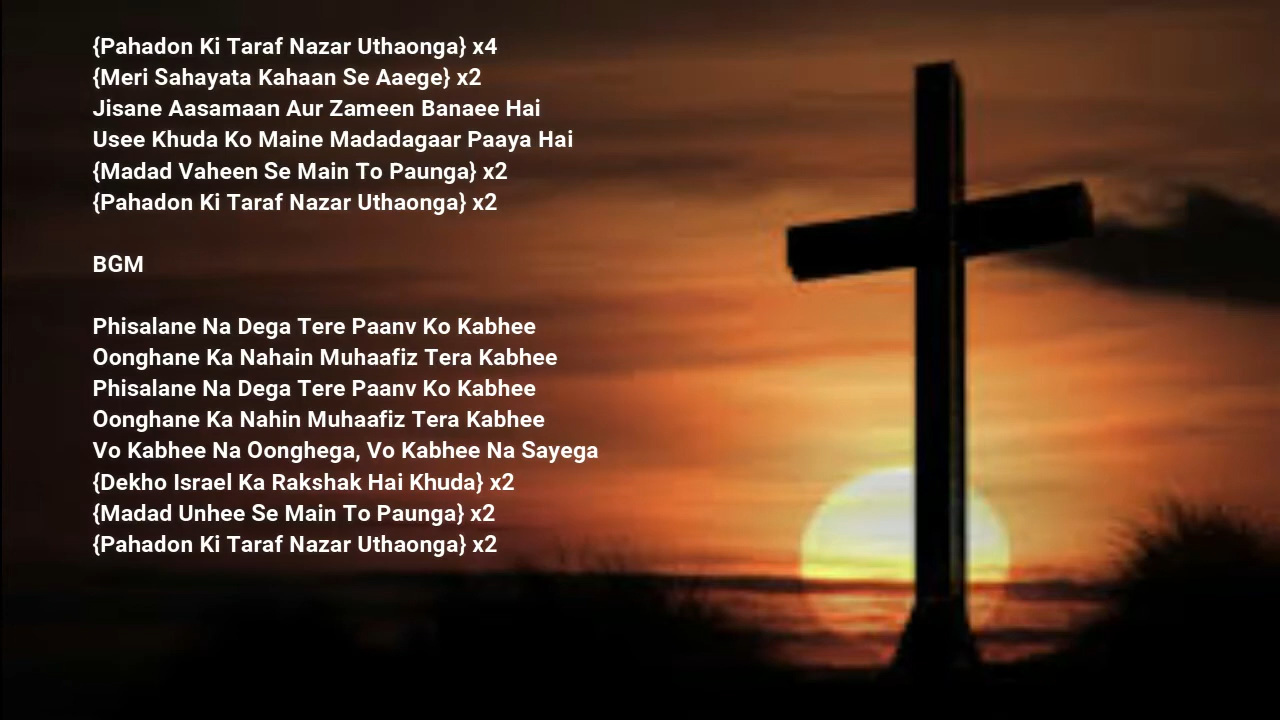 {Pahadon Ki Taraf Nazar Uthaonga} x4
{Meri Sahayata Kahaan Se Aaege} x2
Jisane Aasamaan Aur Zameen Banaee Hai
Usee Khuda Ko Maine Madadagaar Paaya Hai
{Madad Vaheen Se Main To Paunga} x2
{Pahadon Ki Taraf Nazar Uthaonga} x2
BGM
Phisalane Na Dega Tere Paanv Ko Kabhee
Oonghane Ka Nahain Muhaafiz Tera Kabhee
Phisalane Na Dega Tere Paanv Ko Kabhee
Oonghane Ka Nahin Muhaafiz Tera Kabhee
Vo Kabhee Na Oonghega, Vo Kabhee Na Sayega
{Dekho Israel Ka Rakshak Hai Khuda} x2
{Madad Unhee Se Main To Paunga} x2
{Pahadon Ki Taraf Nazar Uthaonga} x2